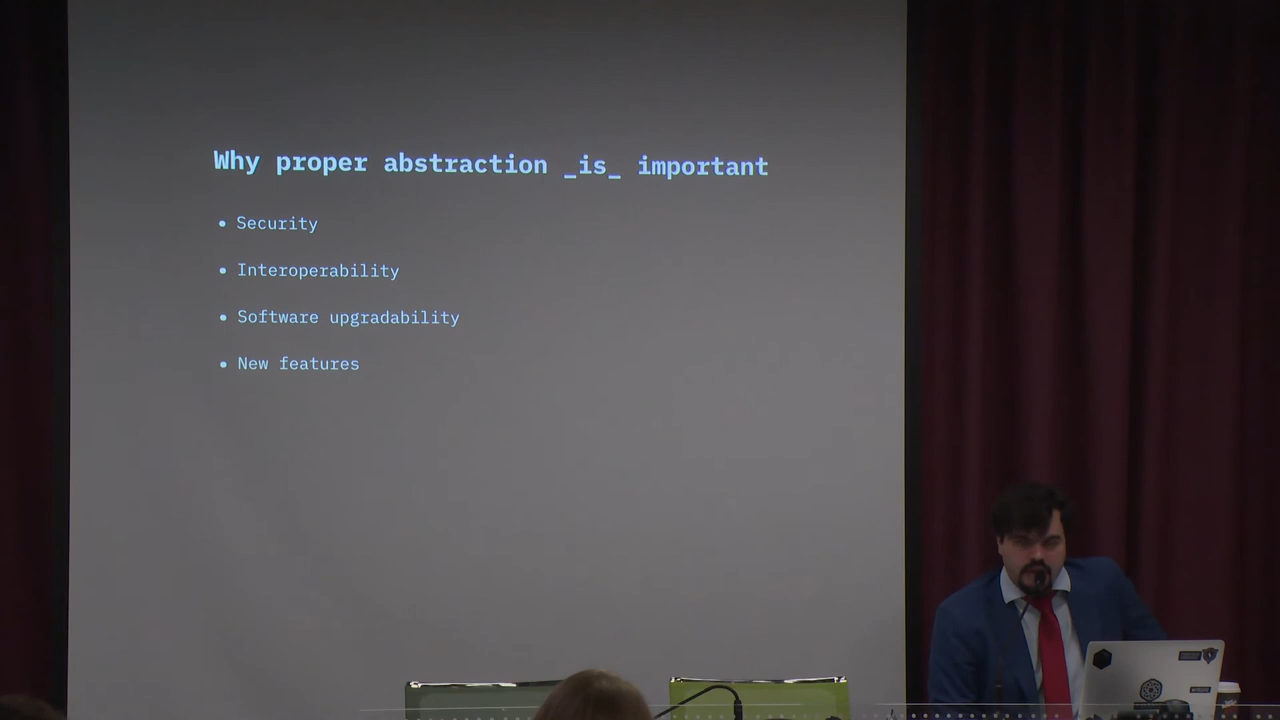 Why proper abstraction _is_ important
• Security
• Interoperability
• Software upgradability
• New features